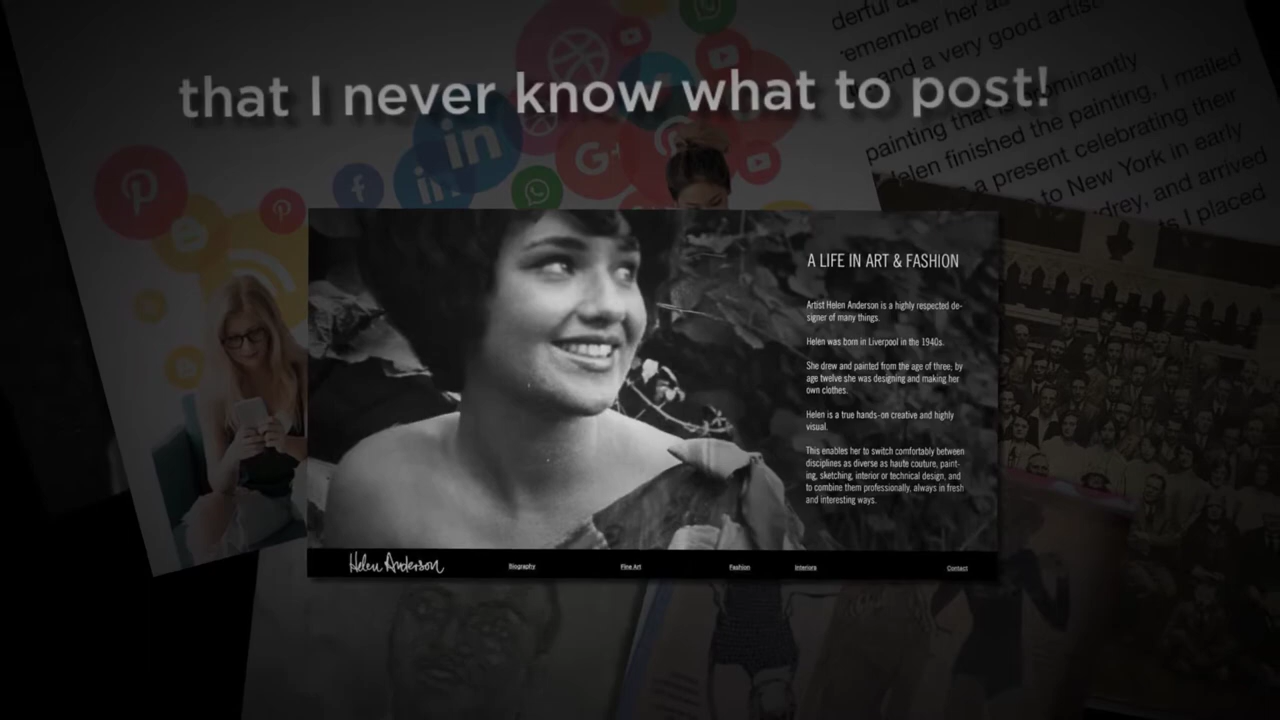 derful
remember her as
and a very good artist
that I never know what to post!
painting that is
minantly
Helen finished the painting, I mailed
a present celebrating their
to New York in early
drey, and arrived
I placed
in
in
G+
A LIFE IN ART & FASHION
Artist Helen Anderson is a highly respected de-
signer of many things.
Helen was born in Liverpool in the 1940s.
She drew and painted from the age of three; by
age twelve she was designing and making her
own clothes.
Helen is a true hands-on creative and highly
visual.
This enables her to switch comfortably between
disciplines as diverse as haute couture, paint-
ing, sketching, interior or technical design, and
to combine them professionally, always in fresh
and interesting ways.
Helen Anderson
Biography
Fine Art
Fashion
Interiors
Contact